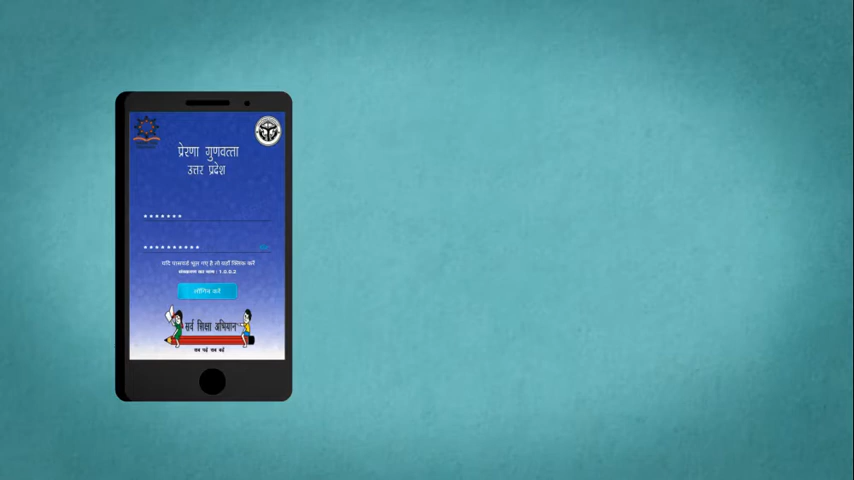 प्रेरणा गुणवत्ता
उत्तर प्रदेश
यदि पासवर्ड भूल गए है तो यहाँ क्लिक करें
संस्करण का नाम : 1.0.0.2
लॉगिन करें
सर्व शिक्षा अभियान
सब पढ़ें सब बढ़ें